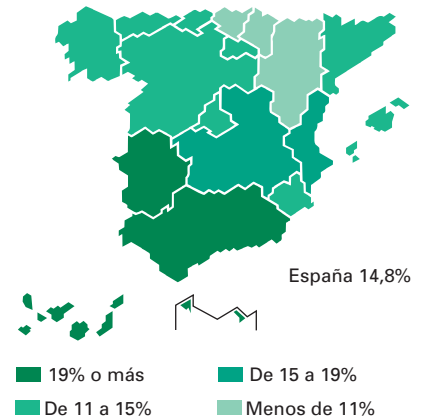 España 14,8%
19% o más
De 15 a 19%
De 11 a 15%
Menos de 11%